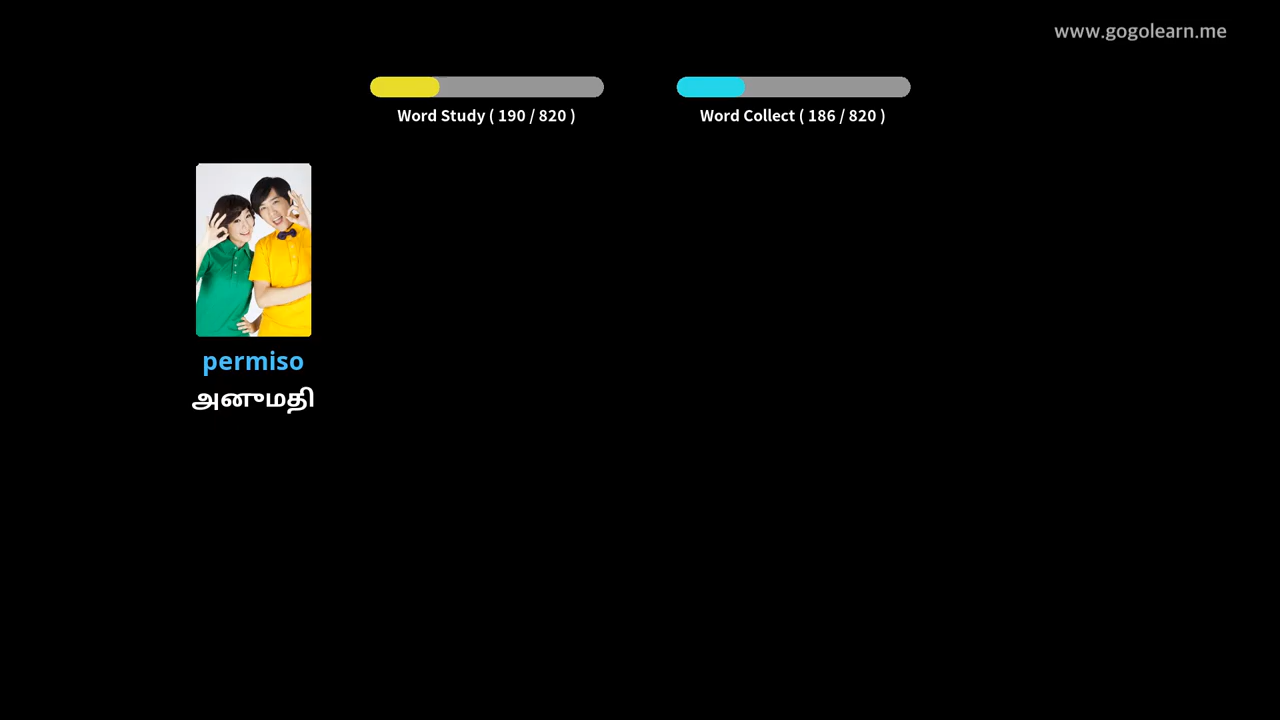 www.gogolearn.me
Word Study ( 190 / 820 )
Word Collect ( 186 / 820 )
permiso
அனுமதி